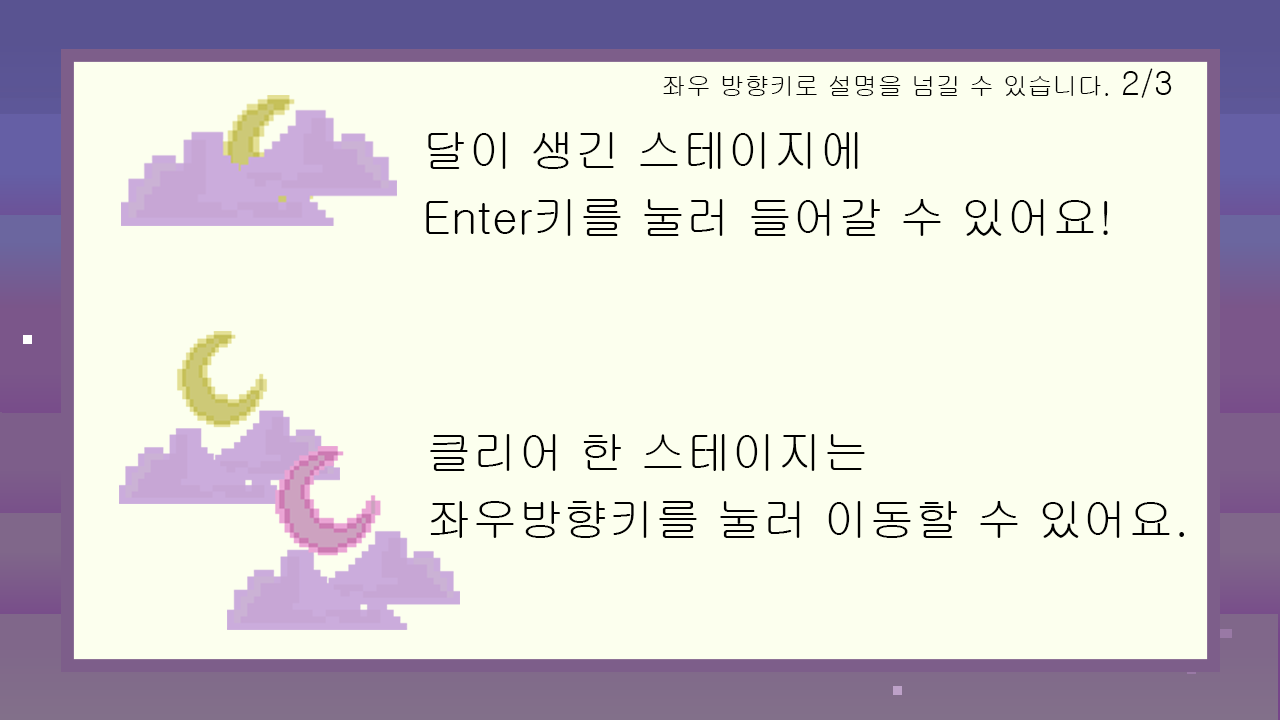 좌우 방향키로 설명을 넘길 수 있습니다. 2/3
달이 생긴 스테이지에
Enter키를 눌러 들어갈 수 있어요!
클리어 한 스테이지는
좌우방향키를 눌러 이동할 수 있어요.